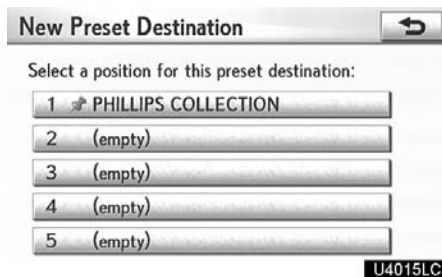 New Preset Destination
Select a position for this preset destination:
1 PHILLIPS COLLECTION
2 (empty)
3 (empty)
4 (empty)
5 (empty)
U4015LC